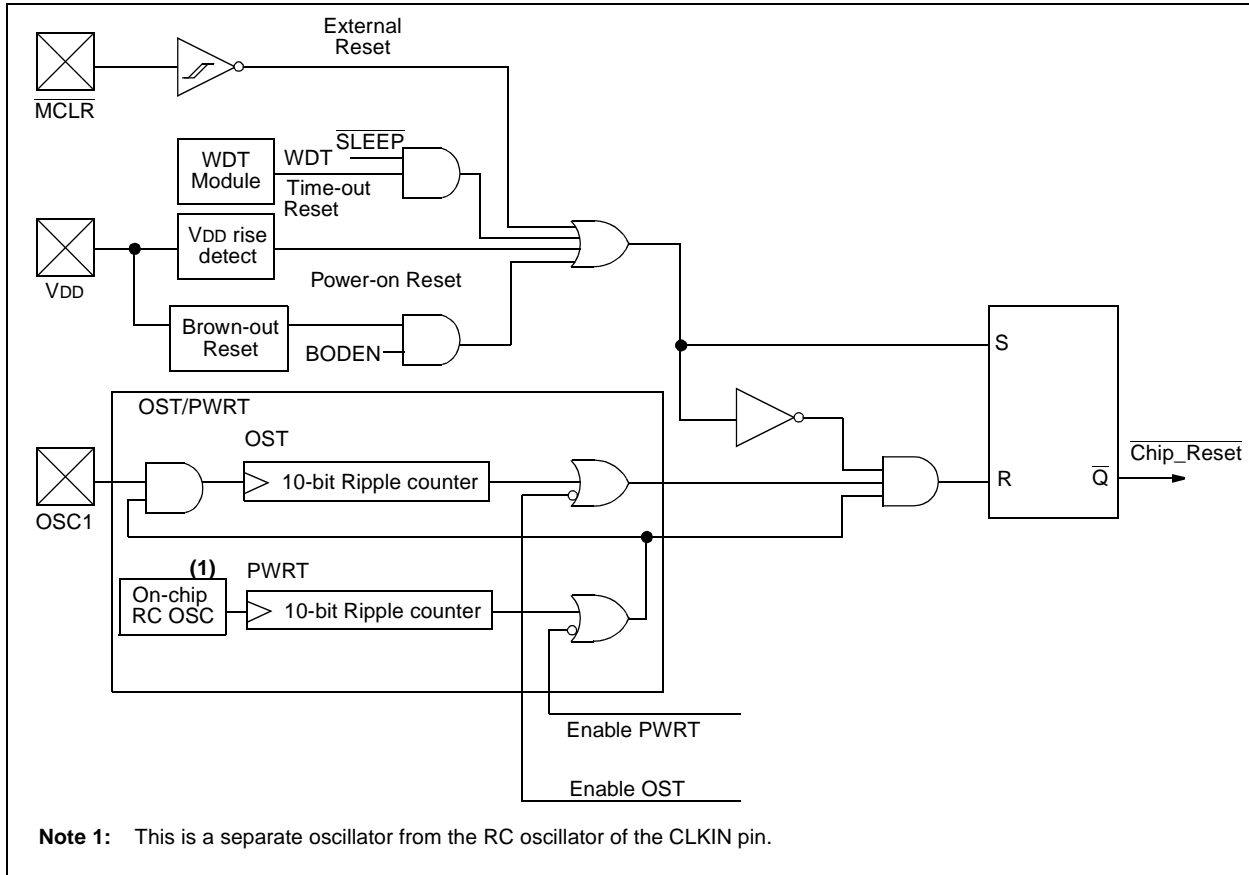 External
Reset
MCLR
SLEEP
WDT
Module
WDT
Time-out
Reset
VDD rise
detect
VDD
Power-on Reset
Brown-out
Reset
BODEN
S
OST/PWRT
OST
10-bit Ripple counter
OSC1
Chip_Reset
R
Q
(1)
PWRT
On-chip
RC OSC
10-bit Ripple counter
Enable PWRT
Enable OST
Note 1: This is a separate oscillator from the RC oscillator of the CLKIN pin.